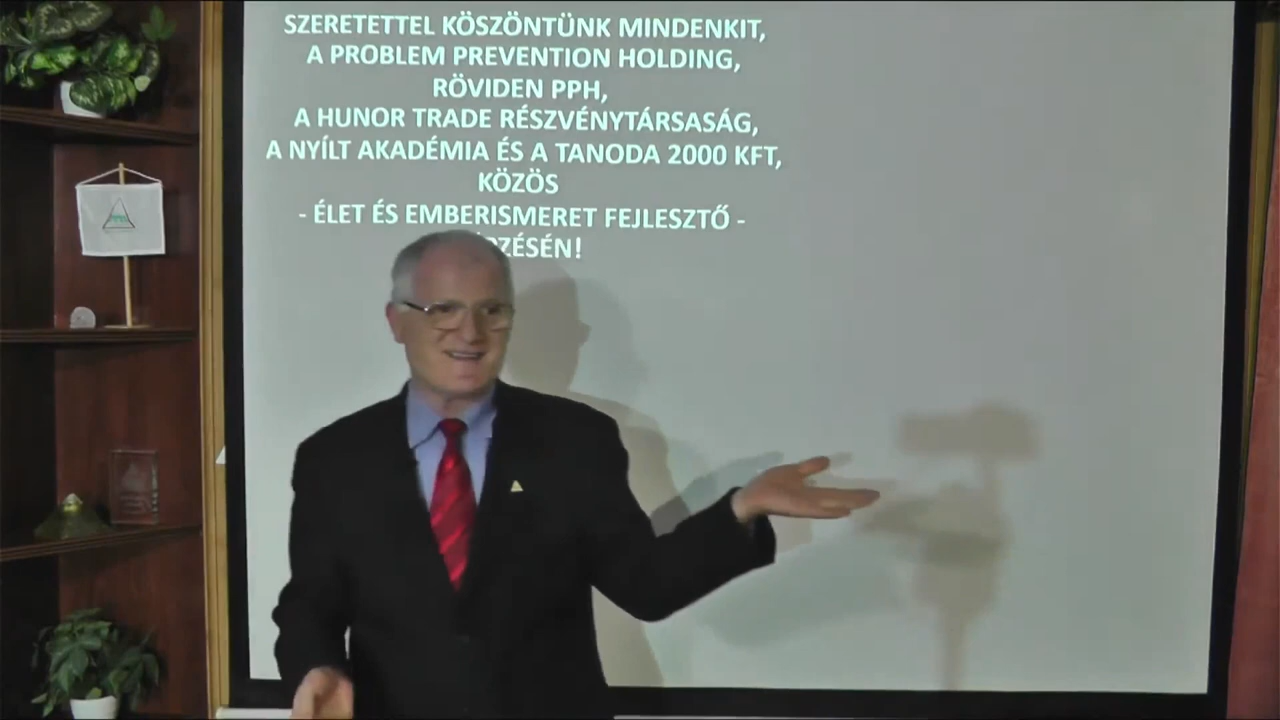 SZERETETTEL KÖSZÖNTÜNK MINDENKIT,
A PROBLEM PREVENTION HOLDING,
RÖVIDEN PPH,
A HUNOR TRADE RÉSZVÉNYTÁRSASÁG,
A NYÍLT AKADÉMIA ÉS A TANODA 2000 KFT,
KÖZÖS
- ÉLET ÉS EMBERISMERET FEJLESZTŐ -